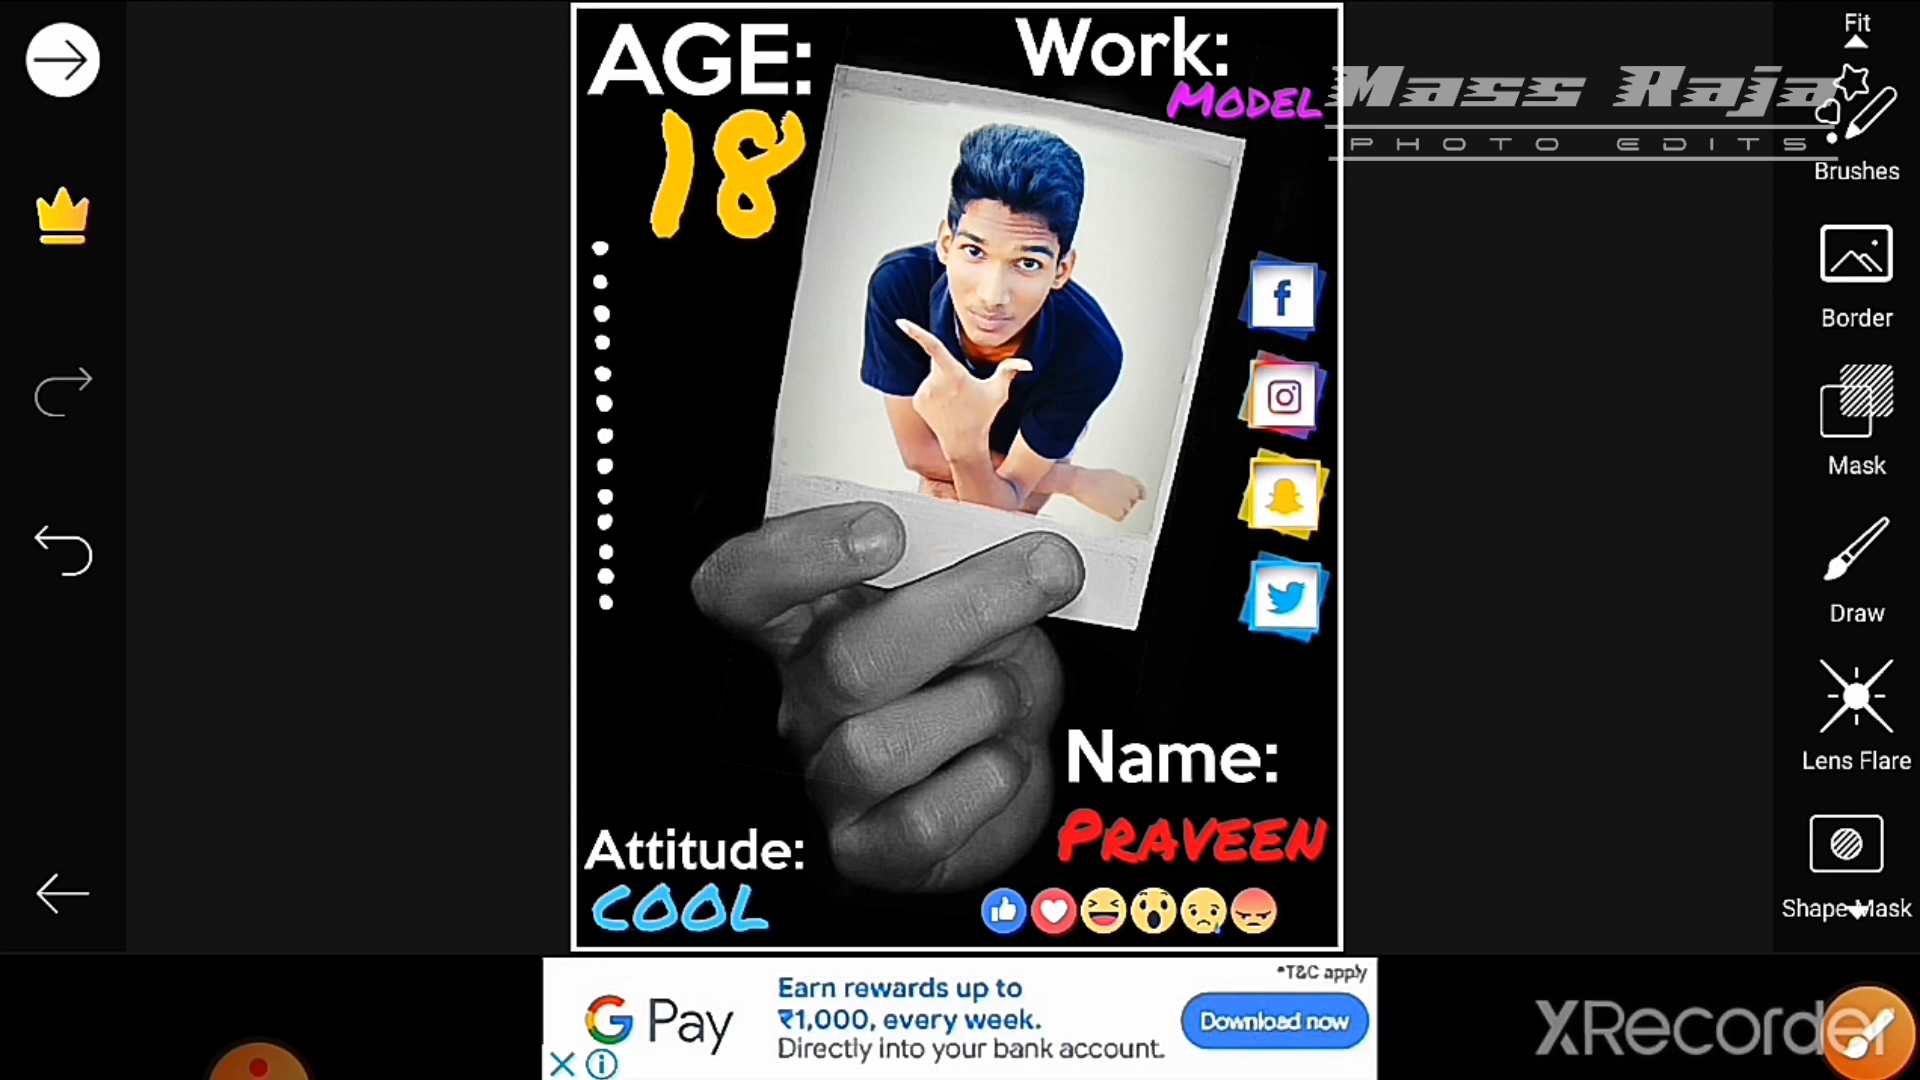 AGE:
18
Work:
MODEL
Mass Raja
PHOTO EDITS
Fit
Brushes
Border
Mask
Draw
Lens Flare
Shape Mask
f
Name:
PRAVEEN
Attitude:
COOL
*T&C apply
G Pay
Earn rewards up to
₹1,000, every week.
Directly into your bank account.
Download now
XRecorder